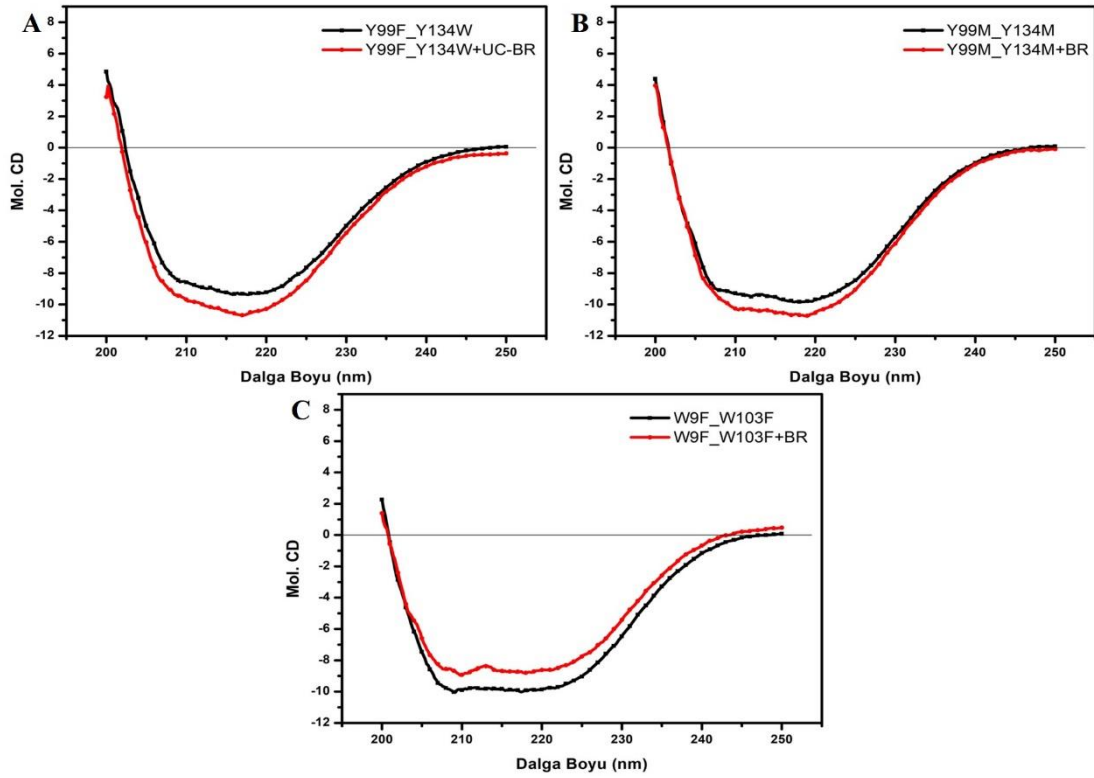 A
Y99F_Y134W
Y99F_Y134W+UC-BR
Mol. CD
8
6
4
2
0
-2
-4
-6
-8
-10
-12
200 210 220 230 240 250
Dalga Boyu (nm)
B
Y99M_Y134M
Y99M_Y134M+BR
Mol. CD
8
6
4
2
0
-2
-4
-6
-8
-10
-12
200 210 220 230 240 250
Dalga Boyu (nm)
C
W9F_W103F
W9F_W103F+BR
Mol. CD
8
6
4
2
0
-2
-4
-6
-8
-10
-12
200 210 220 230 240 250
Dalga Boyu (nm)